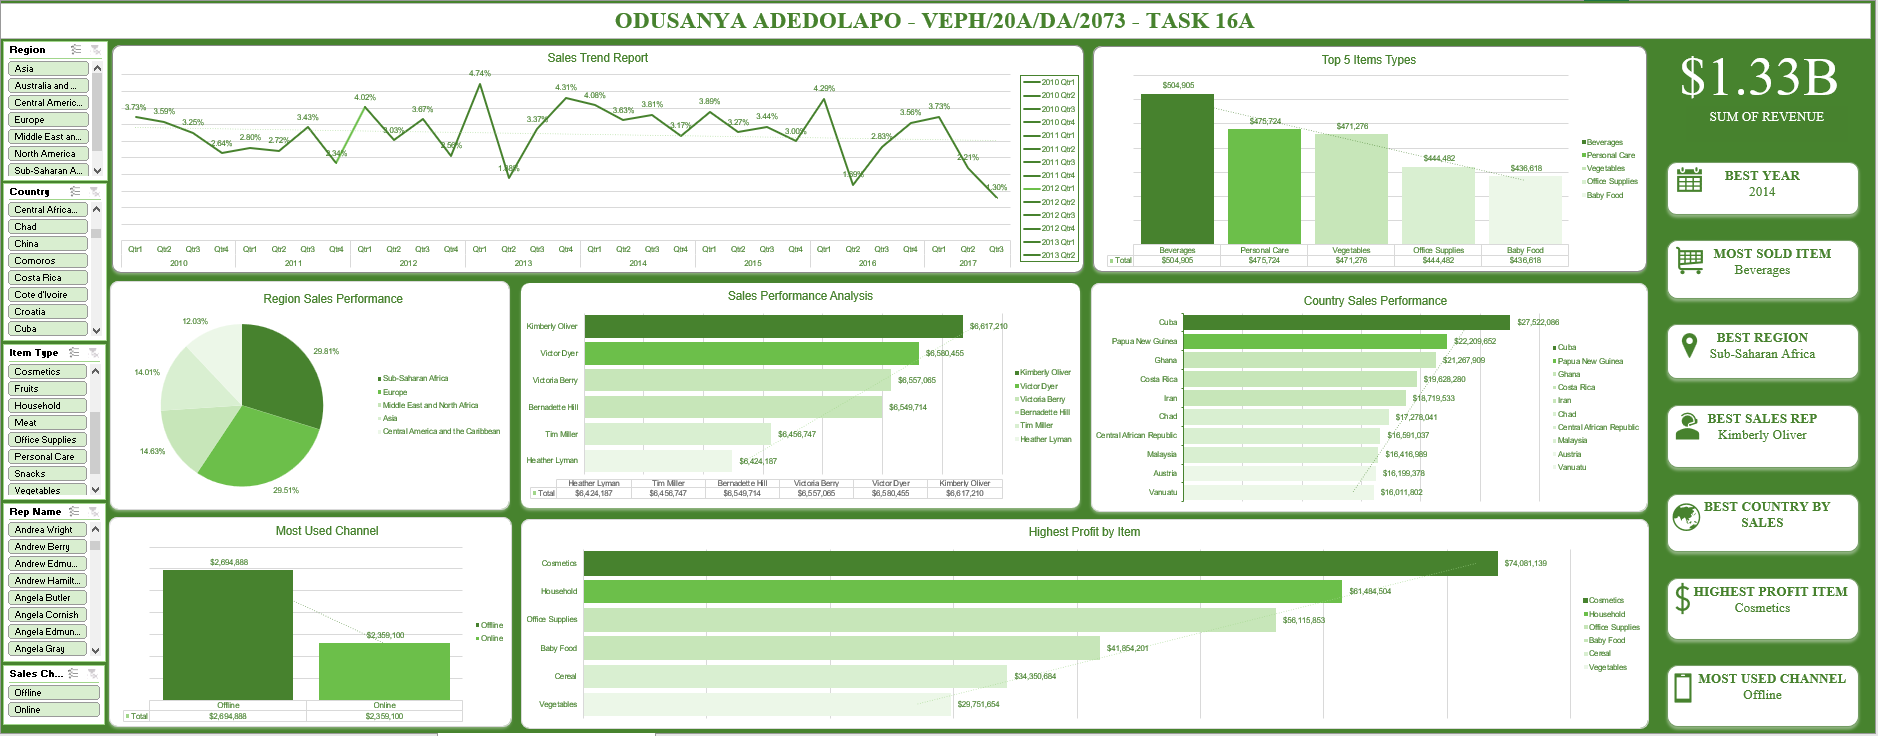 ODUSANYA ADEDOLAPO - VEPH/20A/DA/2073 - TASK 16A
Region
Asia
Australia and ...
Central Americ...
Europe
Middle East an...
North America
Sub-Saharan A...
Country
Central Africa...
Chad
China
Comoros
Costa Rica
Cote d'Ivoire
Croatia
Cuba
Item Type
Cosmetics
Fruits
Household
Meat
Office Supplies
Personal Care
Snacks
Vegetables
Rep Name
Andrea Wright
Andrew Berry
Andrew Edmu...
Andrew Hamilt...
Angela Butler
Angela Cornish
Angela Edmun...
Angela Gray
Sales Ch...
Offline
Online
Sales Trend Report
3.73% 3.59% 3.25% 2.64% 2.80% 2.72% 3.43% 2.34% 4.02% 3.03% 3.67% 2.56% 4.74% 1.88% 3.37% 4.31% 4.08% 3.63% 3.81% 3.17% 3.89% 3.27% 3.44% 3.00% 4.29% 1.69% 2.83% 3.56% 3.73% 2.21% 1.30%
Qtr1 Qtr2 Qtr3 Qtr4 Qtr1 Qtr2 Qtr3 Qtr4 Qtr1 Qtr2 Qtr3 Qtr4 Qtr1 Qtr2 Qtr3 Qtr4 Qtr1 Qtr2 Qtr3 Qtr4 Qtr1 Qtr2 Qtr3 Qtr4 Qtr1 Qtr2 Qtr3 Qtr4 Qtr1 Qtr2 Qtr3
2010 2011 2012 2013 2014 2015 2016 2017
2010 Qtr1
2010 Qtr2
2010 Qtr3
2010 Qtr4
2011 Qtr1
2011 Qtr2
2011 Qtr3
2011 Qtr4
2012 Qtr1
2012 Qtr2
2012 Qtr3
2012 Qtr4
2013 Qtr1
2013 Qtr2
Top 5 Items Types
$504,905
$475,724
$471,276
$444,482
$436,618
Beverages Personal Care Vegetables Office Supplies Baby Food
Total $504,905 $475,724 $471,276 $444,482 $436,618
Beverages
Personal Care
Vegetables
Office Supplies
Baby Food
Region Sales Performance
12.03%
29.81%
14.01%
14.63%
29.51%
Sub-Saharan Africa
Europe
Middle East and North Africa
Asia
Central America and the Caribbean
Sales Performance Analysis
Kimberly Oliver $6,617,210
Victor Dyer $6,580,455
Victoria Berry $6,557,065
Bernadette Hill $6,549,714
Tim Miller $6,456,747
Heather Lyman $6,424,187
Heather Lyman Tim Miller Bernadette Hill Victoria Berry Victor Dyer Kimberly Oliver
Total $6,424,187 $6,456,747 $6,549,714 $6,557,065 $6,580,455 $6,617,210
Kimberly Oliver
Victor Dyer
Victoria Berry
Bernadette Hill
Tim Miller
Heather Lyman
Country Sales Performance
Cuba $27,522,086
Papua New Guinea $22,209,652
Ghana $21,267,909
Costa Rica $19,628,280
Iran $18,719,533
Chad $17,278,041
Central African Republic $16,591,037
Malaysia $16,416,989
Austria $16,199,378
Vanuatu $16,011,802
Cuba
Papua New Guinea
Ghana
Costa Rica
Iran
Chad
Central African Republic
Malaysia
Austria
Vanuatu
Most Used Channel
$2,694,888
$2,359,100
Offline Online
Total $2,694,888 $2,359,100
Offline
Online
Highest Profit by Item
Cosmetics $74,081,139
Household $61,484,504
Office Supplies $56,115,853
Baby Food $41,854,201
Cereal $34,350,684
Vegetables $29,751,654
Cosmetics
Household
Office Supplies
Baby Food
Cereal
Vegetables
$1.33B
SUM OF REVENUE
BEST YEAR
2014
MOST SOLD ITEM
Beverages
BEST REGION
Sub-Saharan Africa
BEST SALES REP
Kimberly Oliver
BEST COUNTRY BY
SALES
HIGHEST PROFIT ITEM
Cosmetics
MOST USED CHANNEL
Offline